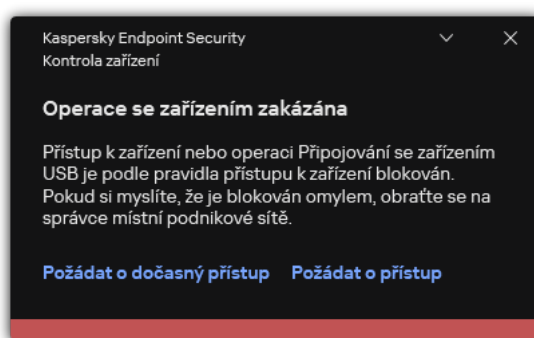 Kaspersky Endpoint Security
Kontrola zařízení
Operace se zařízením zakázána
Přístup k zařízení nebo operaci Připojování se zařízením
USB je podle pravidla přístupu k zařízení blokován.
Pokud si myslíte, že je blokován omylem, obraťte se na
správce místní podnikové sítě.
Požádat o dočasný přístup Požádat o přístup